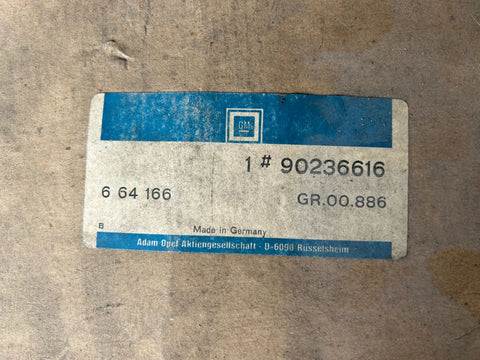 GM
1 # 90236616
6 64 166 GR.00.886
B Made in Germany
Adam Opel Aktiengesellschaft · D-6090 Rüsselsheim